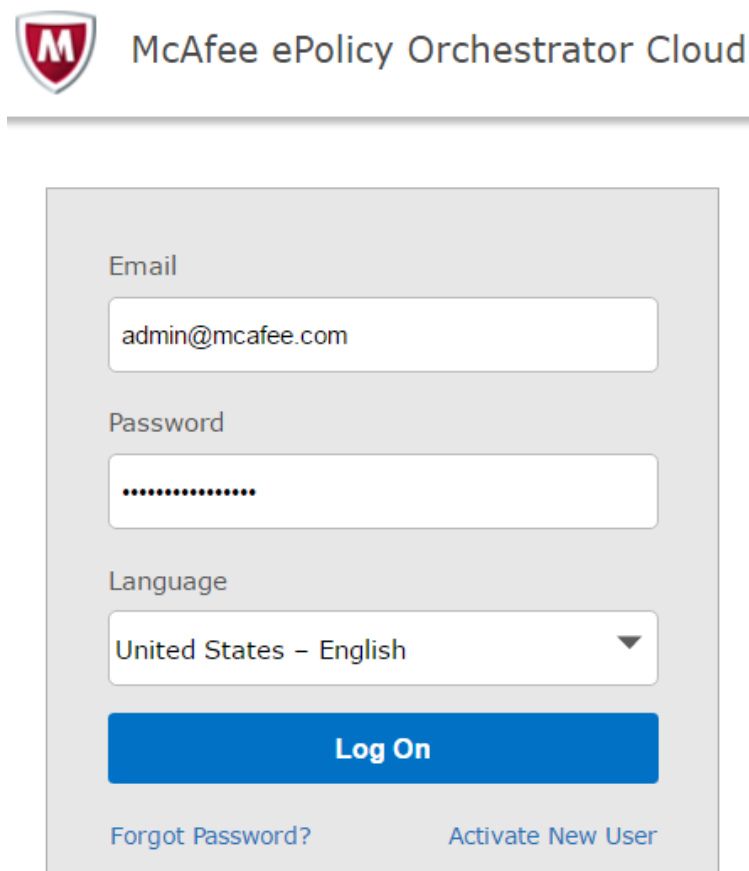 M
McAfee ePolicy Orchestrator Cloud
Email
admin@mcafee.com
Password
••••••••••••••••
Language
United States – English
Log On
Forgot Password? Activate New User